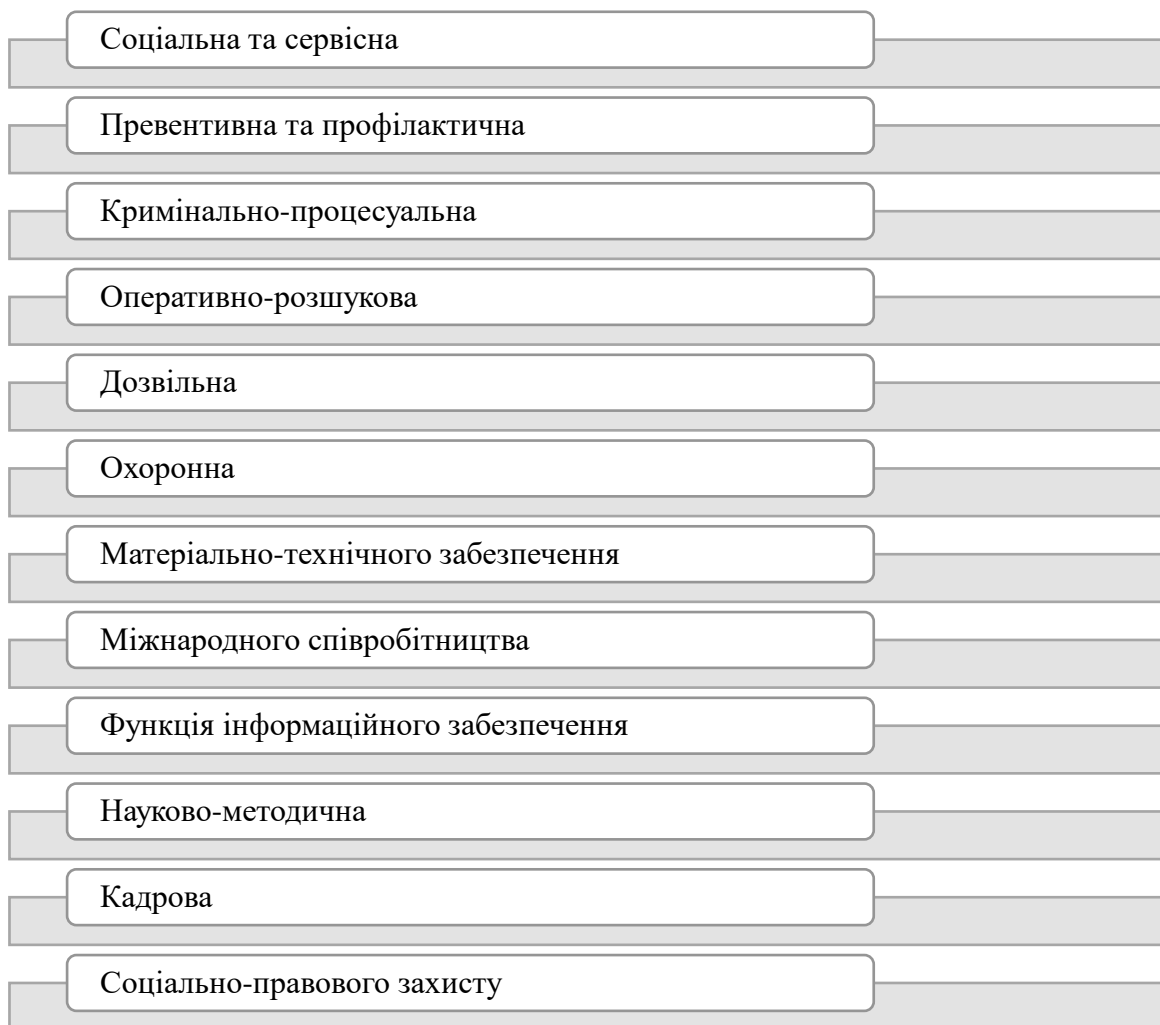 Соціальна та сервісна
Превентивна та профілактична
Кримінально-процесуальна
Оперативно-розшукова
Дозвільна
Охоронна
Матеріально-технічного забезпечення
Міжнародного співробітництва
Функція інформаційного забезпечення
Науково-методична
Кадрова
Соціально-правового захисту